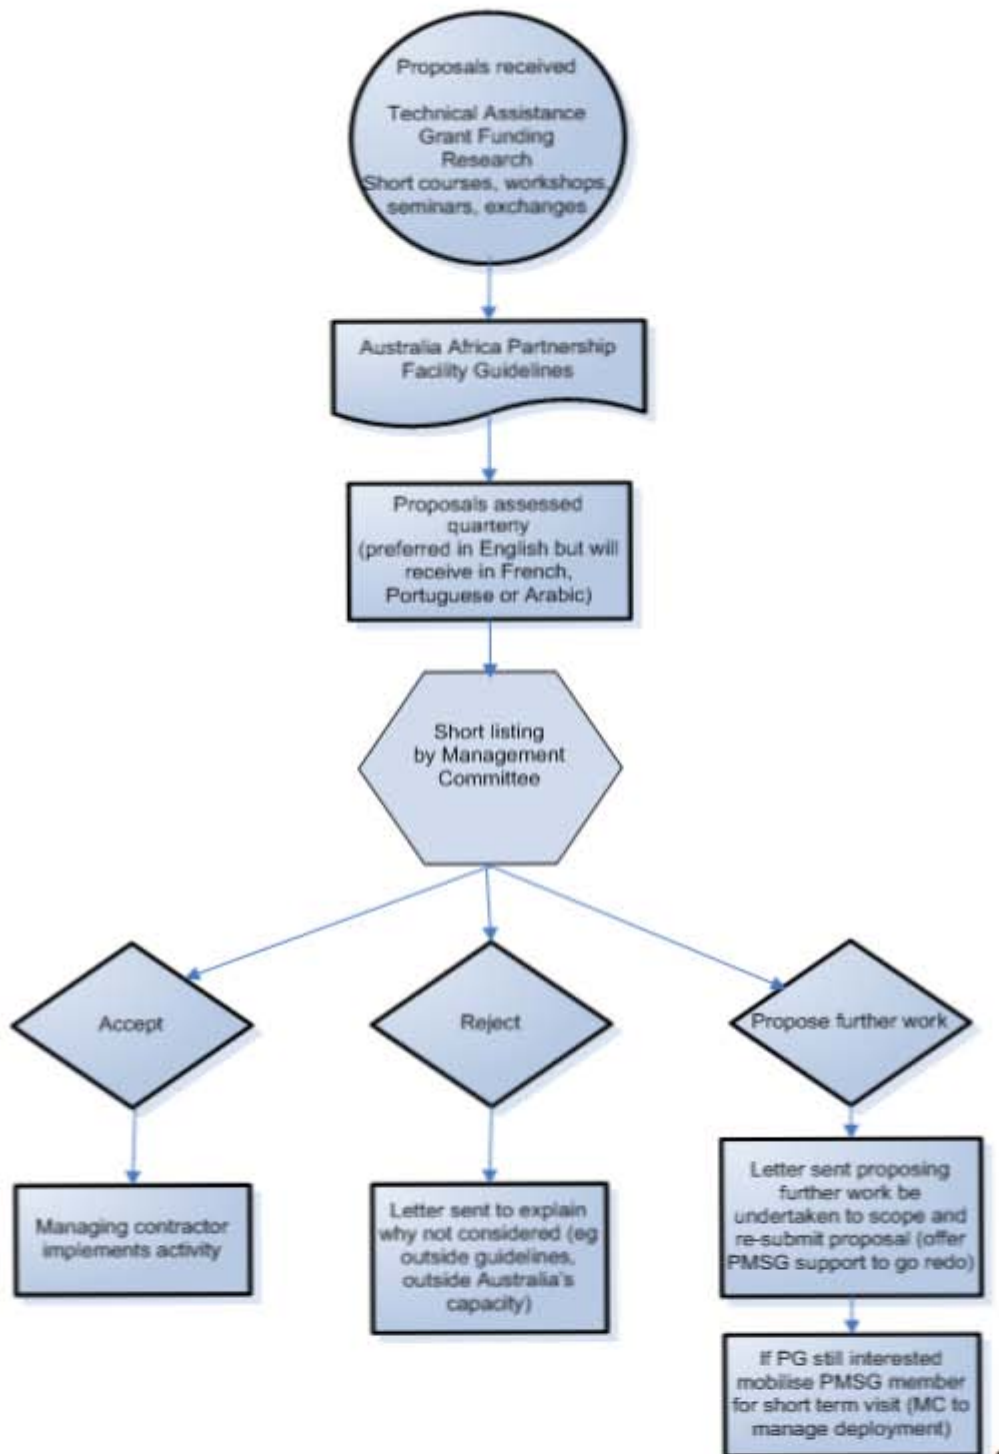 Proposals received
Technical Assistance
Grant Funding
Research
Short courses, workshops,
seminars, exchanges
Australia Africa Partnership
Facility Guidelines
Proposals assessed
quarterly
(preferred in English but will
receive in French,
Portuguese or Arabic)
Short listing
by Management
Committee
Accept
Reject
Propose further work
Managing contractor
implements activity
Letter sent to explain
why not considered (eg
outside guidelines,
outside Australia's
capacity)
Letter sent proposing
further work be
undertaken to scope and
re-submit proposal (offer
PMSG support to go redo)
If PG still interested
mobilise PMSG member
for short term visit (MC to
manage deployment)